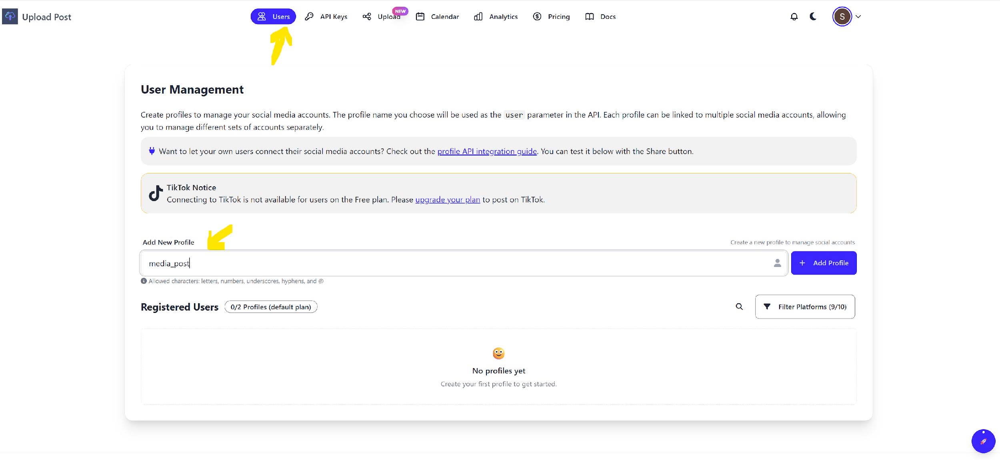 Upload Post
Users
API Keys
Upload
NEW
Calendar
Analytics
Pricing
Docs
S
User Management
Create profiles to manage your social media accounts. The profile name you choose will be used as the user parameter in the API. Each profile can be linked to multiple social media accounts, allowing
you to manage different sets of accounts separately.
Want to let your own users connect their social media accounts? Check out the profile API integration guide. You can test it below with the Share button.
TikTok Notice
Connecting to TikTok is not available for users on the Free plan. Please upgrade your plan to post on TikTok.
Add New Profile
Create a new profile to manage social accounts
media_post
+ Add Profile
Allowed characters: letters, numbers, underscores, hyphens, and @
Registered Users
0/2 Profiles (default plan)
Filter Platforms (9/10)
No profiles yet
Create your first profile to get started.